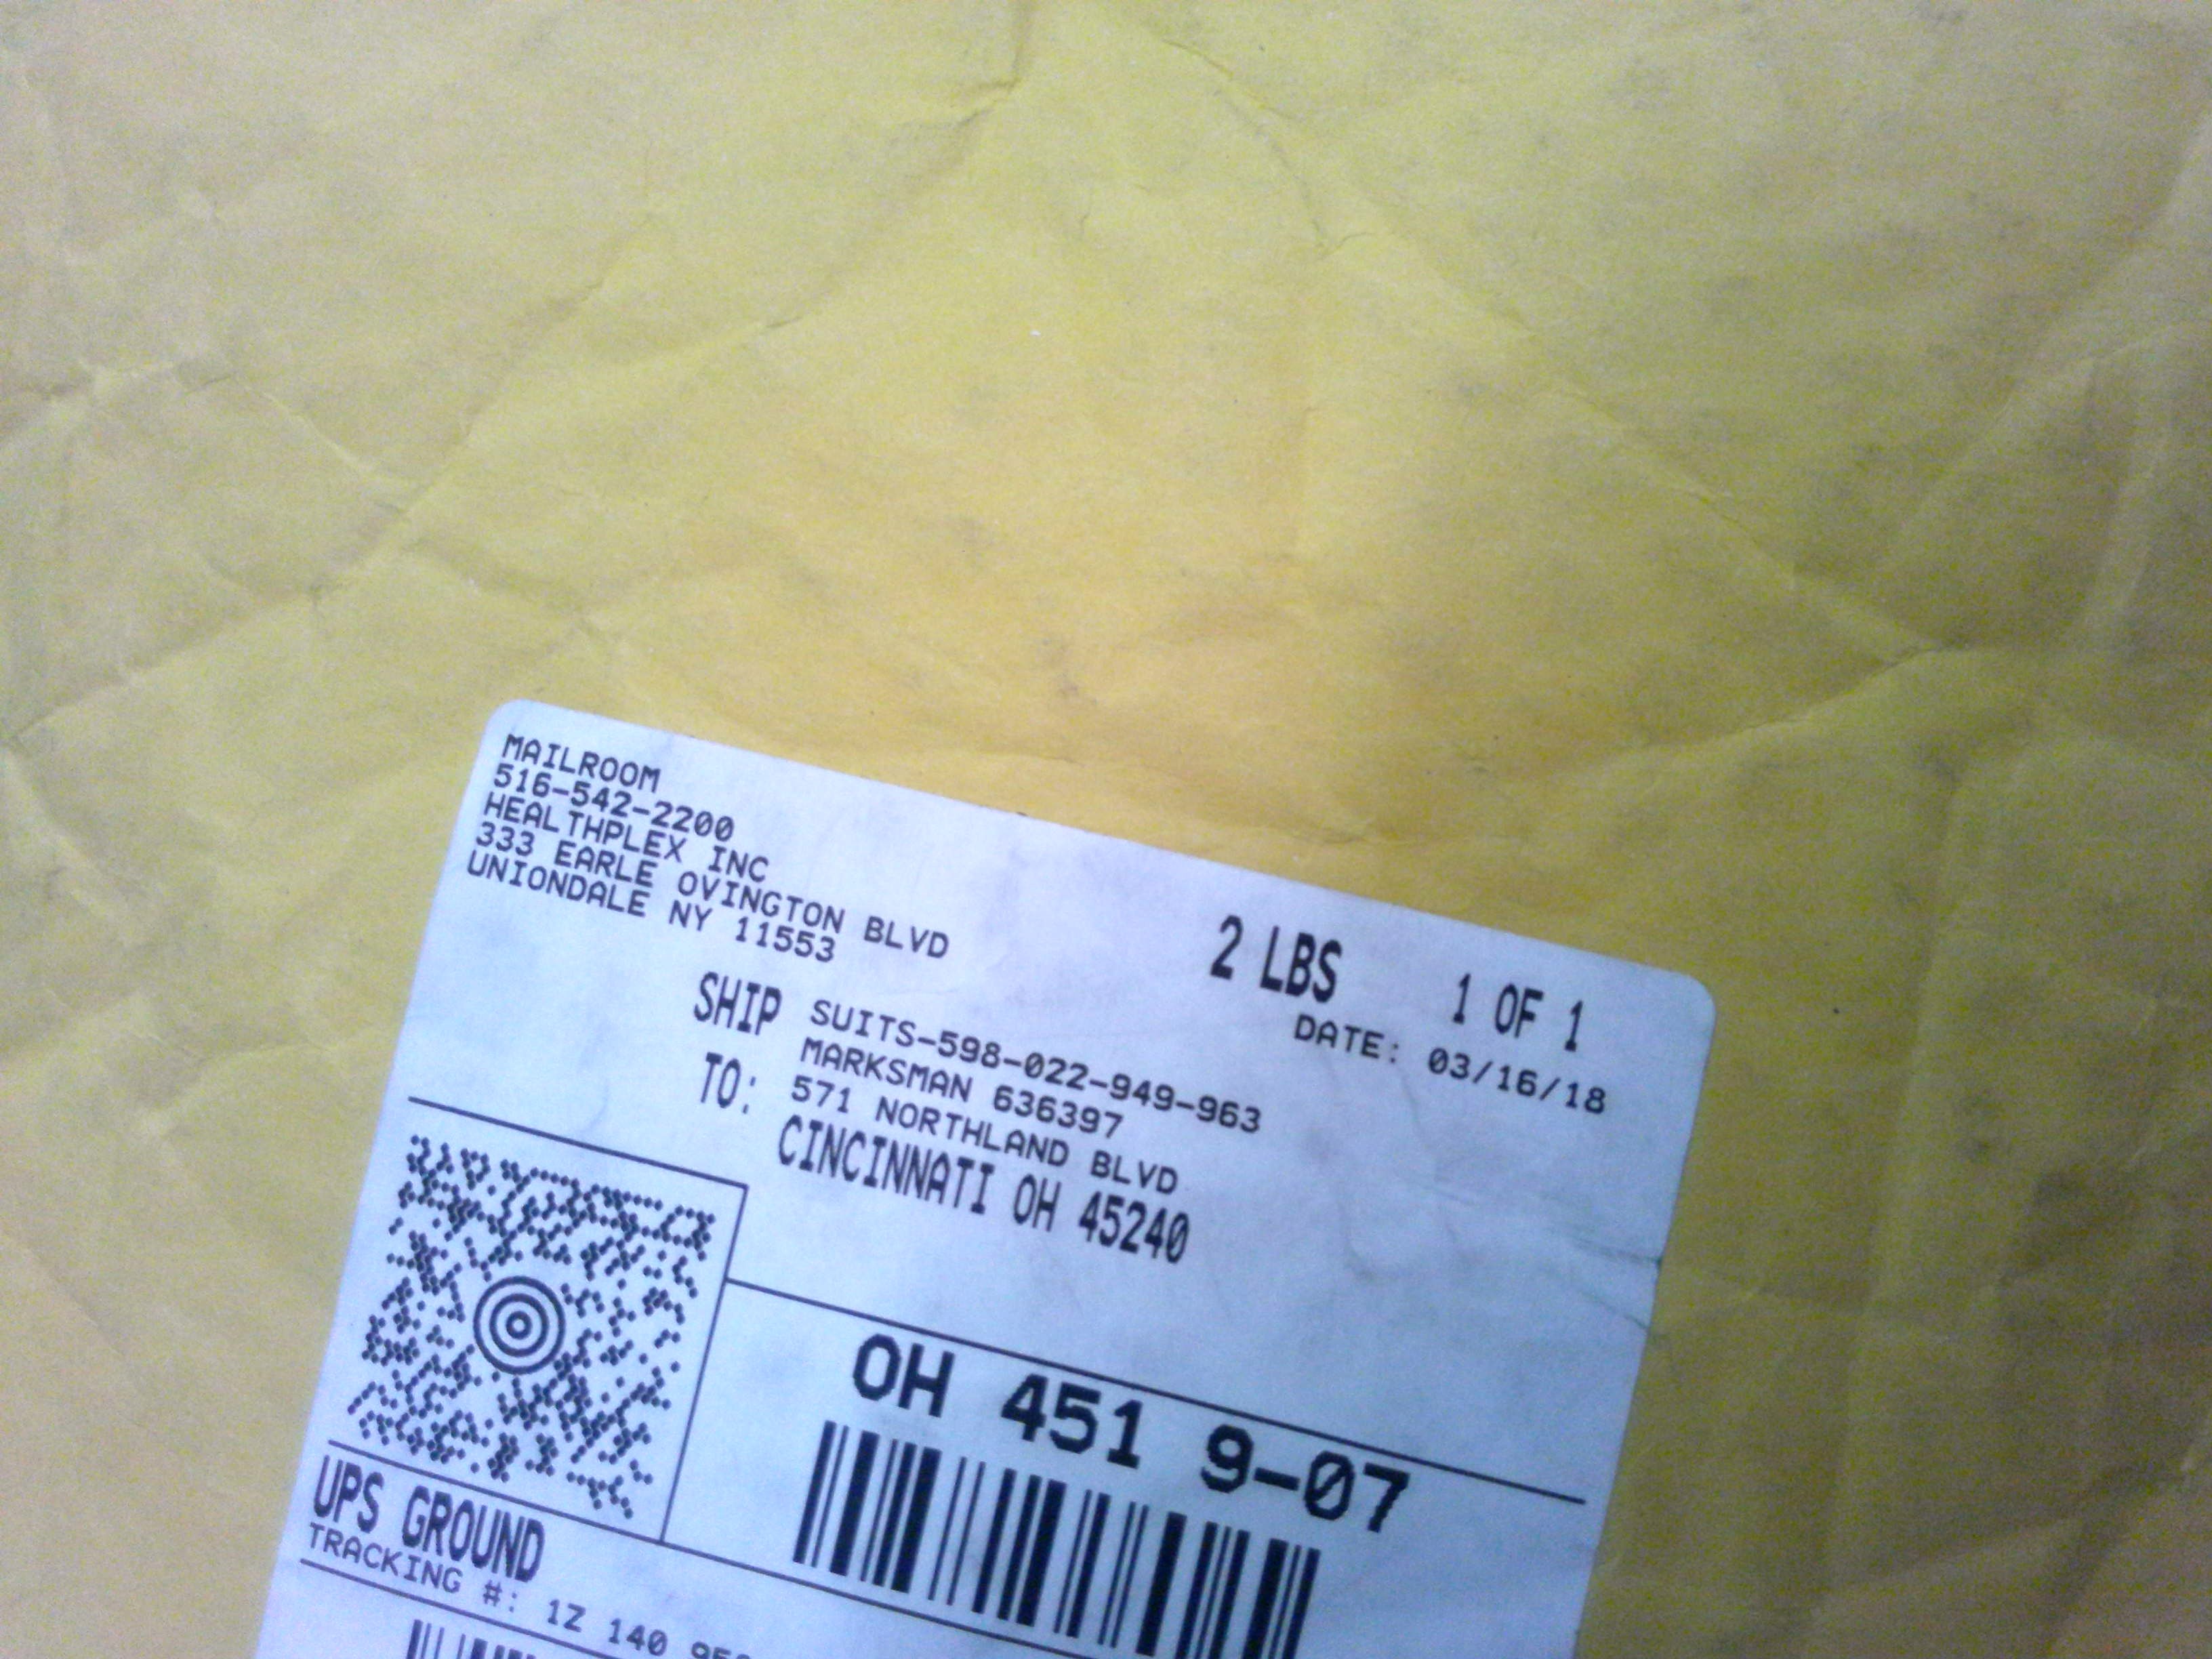 MAILROOM
516-542-2200
HEALTHPLEX INC
333 EARLE OVINGTON BLVD
UNIONDALE NY 11553
2 LBS 1 OF 1
DATE: 03/16/18
SHIP TO:
SUITS-598-022-949-963
MARKSMAN 636397
571 NORTHLAND BLVD
CINCINNATI OH 45240
OH 451 9-07
UPS GROUND
TRACKING #: 1Z 140